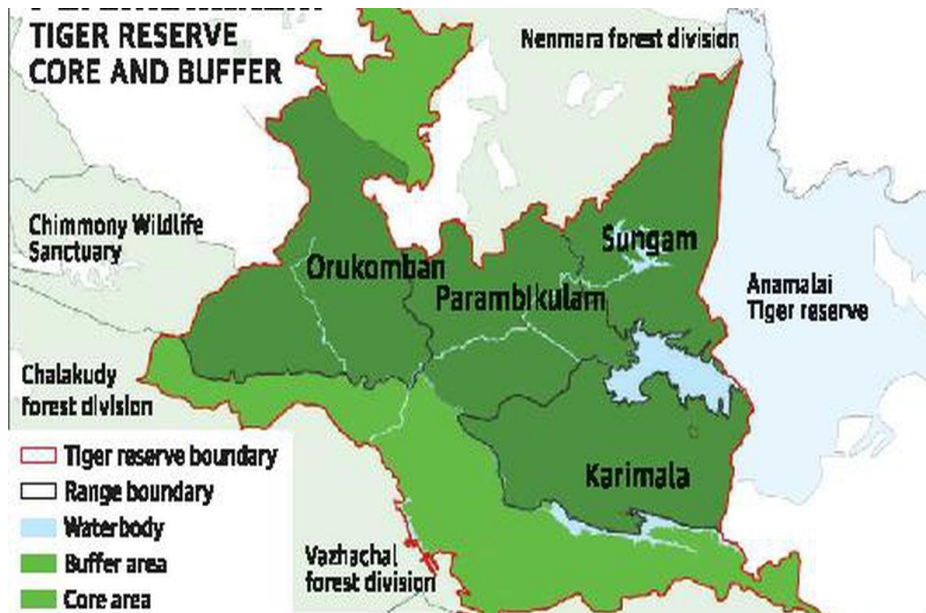 TIGER RESERVE
CORE AND BUFFER
Nenmara forest division
Chimmony Wildlife
Sanctuary
Sungam
Orukomban
Parambikulam
Anamalai
Tiger reserve
Chalakudy
forest division
Karimala
Tiger reserve boundary
Range boundary
Waterbody
Buffer area
Core area
Vazhachal
forest division